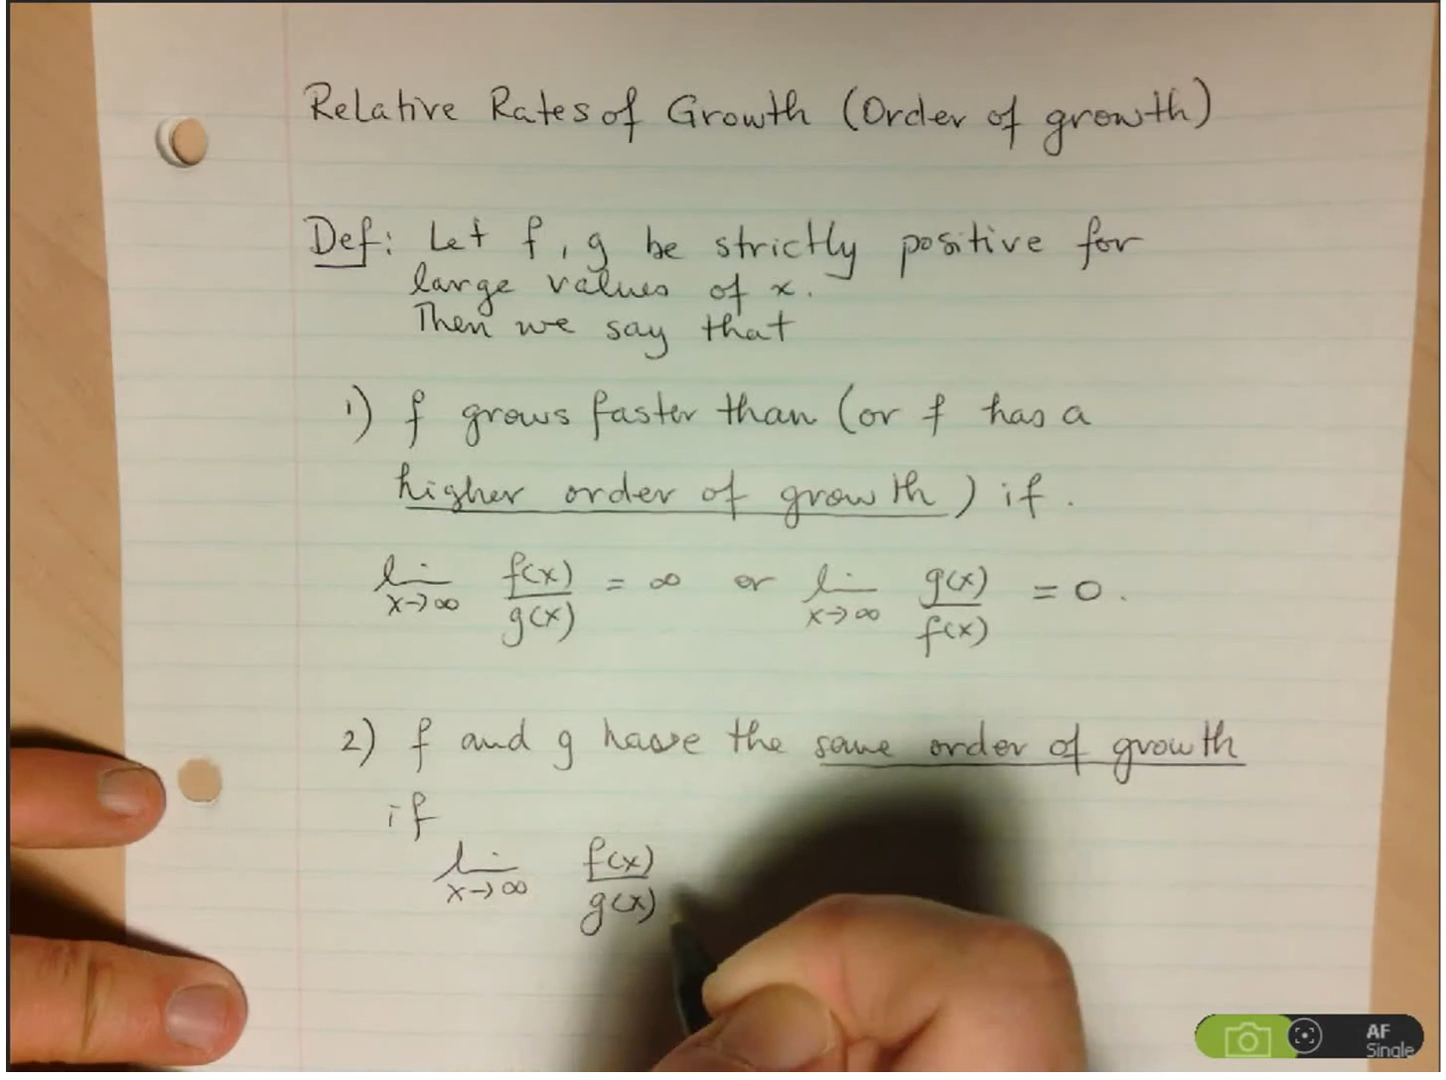 Relative Rates of Growth (Order of growth)
Def: Let f, g be strictly positive for
large values of x.
Then we say that
1) f grows faster than (or f has a
higher order of growth) if.
lim x→∞ f(x)/g(x) = ∞ or lim x→∞ g(x)/f(x) = 0.
2) f and g have the same order of growth
if
lim x→∞ f(x)/g(x)
AF
Single